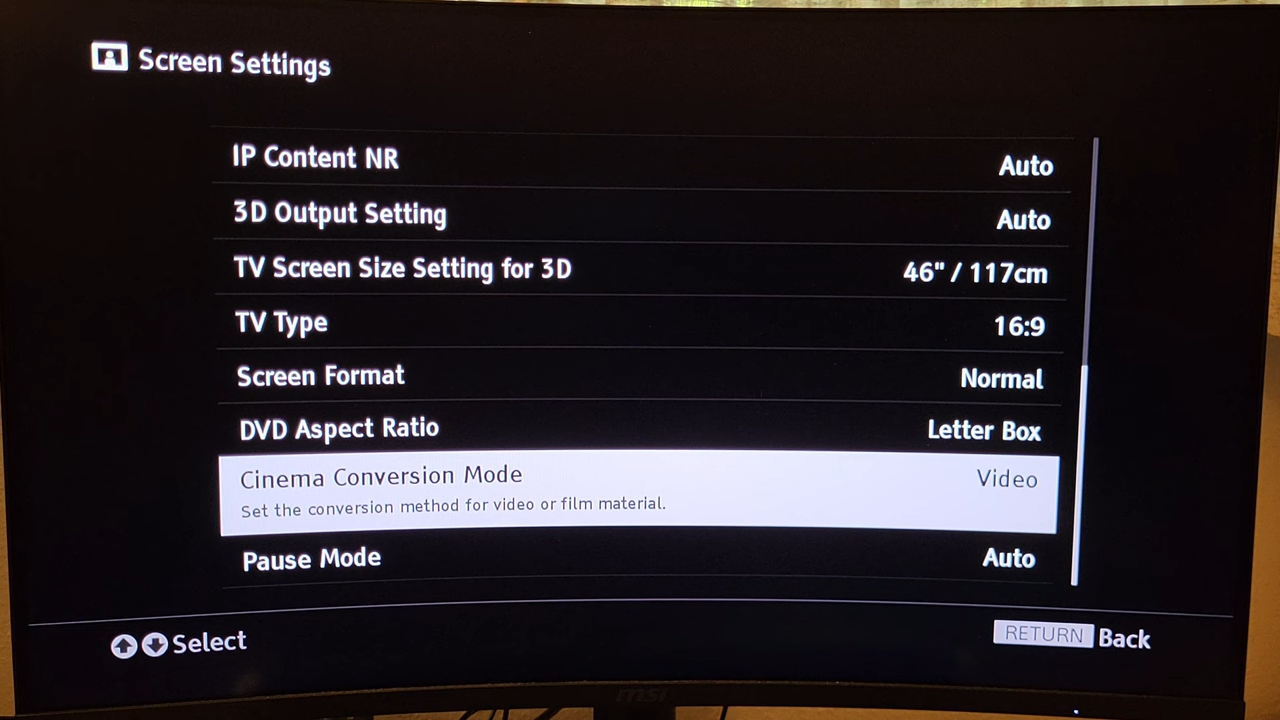 Screen Settings
IP Content NR Auto
3D Output Setting Auto
TV Screen Size Setting for 3D 46" / 117cm
TV Type 16:9
Screen Format Normal
DVD Aspect Ratio Letter Box
Cinema Conversion Mode Video
Set the conversion method for video or film material.
Pause Mode Auto
Select RETURN Back
msi